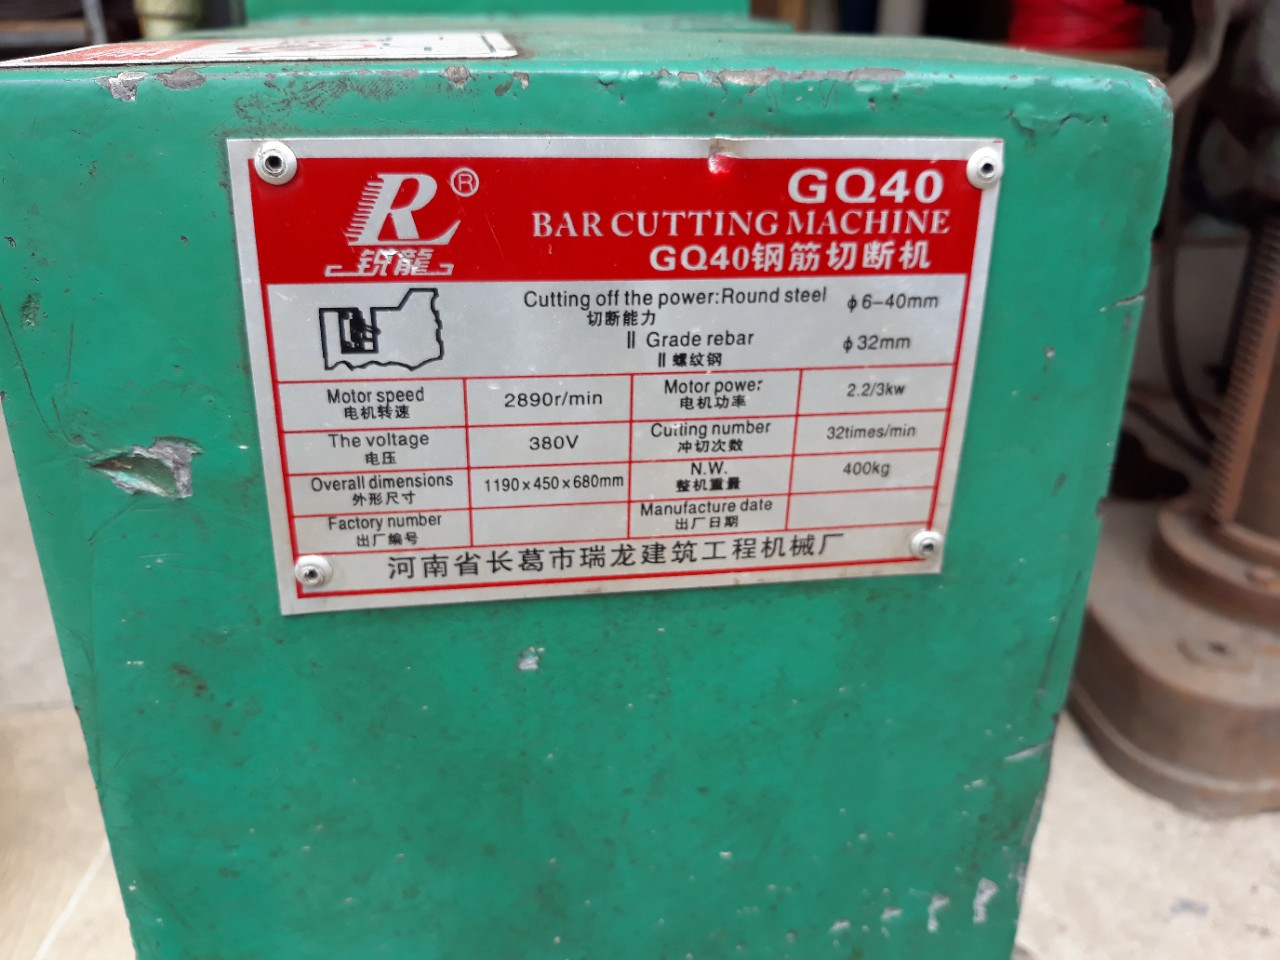 R®
锐龍
GQ40
BAR CUTTING MACHINE
GQ40钢筋切断机
Cutting off the power:Round steel ϕ6-40mm
切断能力
Ⅱ Grade rebar ϕ32mm
Ⅱ 螺纹钢
Motor speed 2890r/min Motor power 2.2/3kw
电机转速 电机功率
The voltage 380V Cutting number 32times/min
电压 冲切次数
Overall dimensions 1190×450×680mm N.W. 400kg
外形尺寸 整机重量
Factory number Manufacture date
出厂编号 出厂日期
河南省长葛市瑞龙建筑工程机械厂